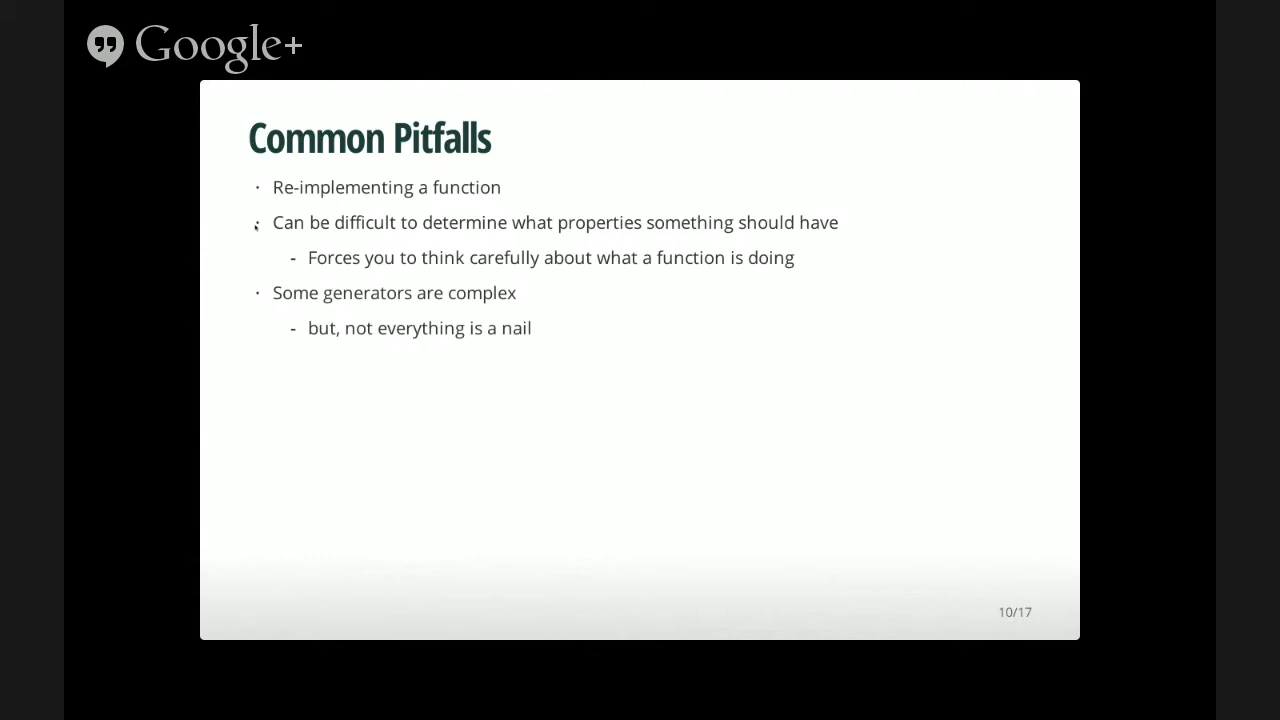 Google+
Common Pitfalls
· Re-implementing a function
· Can be difficult to determine what properties something should have
- Forces you to think carefully about what a function is doing
· Some generators are complex
- but, not everything is a nail
10/17